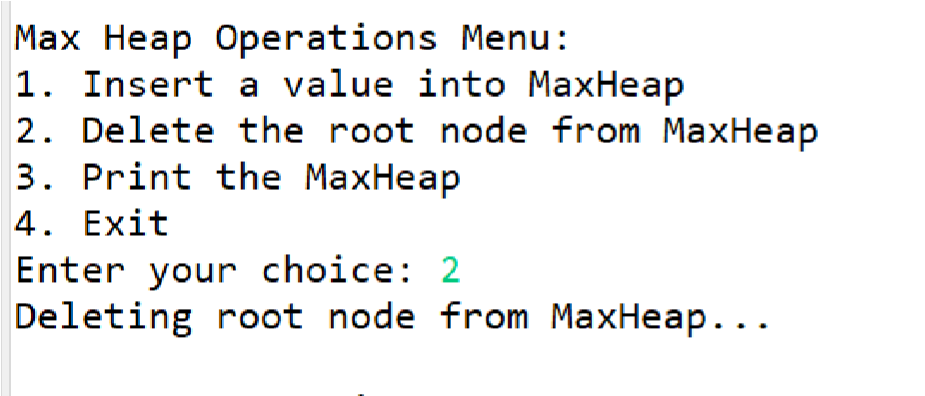 Max Heap Operations Menu:
1. Insert a value into MaxHeap
2. Delete the root node from MaxHeap
3. Print the MaxHeap
4. Exit
Enter your choice: 2
Deleting root node from MaxHeap...